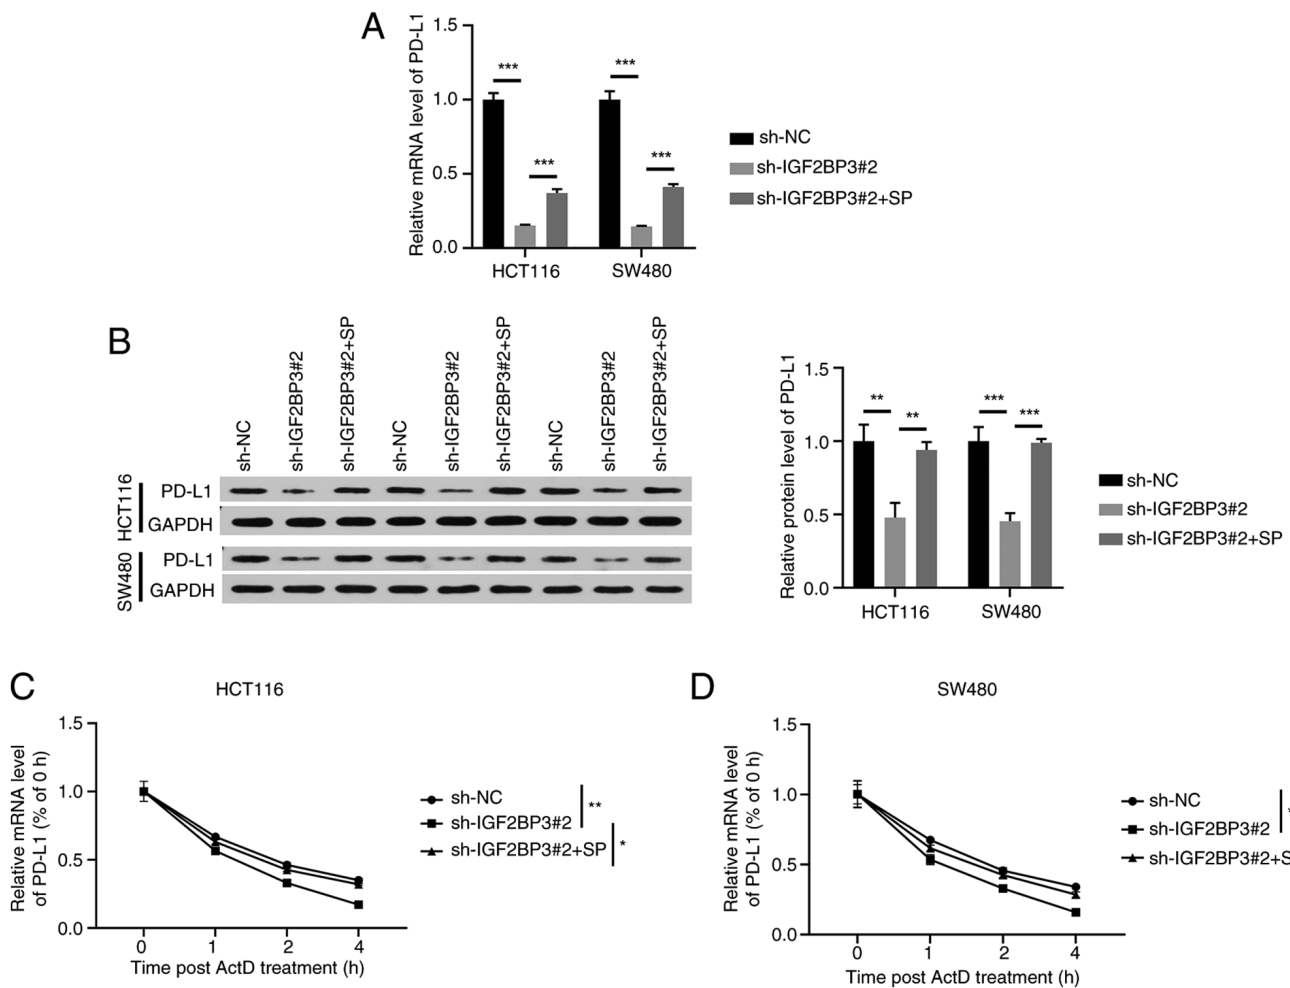 A
Relative mRNA level of PD-L1
1.5
1.0
0.5
0.0
***
***
***
***
HCT116
SW480
sh-NC
sh-IGF2BP3#2
sh-IGF2BP3#2+SP
B
sh-NC
sh-IGF2BP3#2
sh-IGF2BP3#2+SP
sh-NC
sh-IGF2BP3#2
sh-IGF2BP3#2+SP
sh-NC
sh-IGF2BP3#2
sh-IGF2BP3#2+SP
HCT116
PD-L1
GAPDH
SW480
PD-L1
GAPDH
Relative protein level of PD-L1
1.5
1.0
0.5
0.0
**
**
***
***
HCT116
SW480
sh-NC
sh-IGF2BP3#2
sh-IGF2BP3#2+SP
C
HCT116
Relative mRNA level
of PD-L1 (% of 0 h)
1.5
1.0
0.5
0.0
0 1 2 4
Time post ActD treatment (h)
sh-NC
sh-IGF2BP3#2
sh-IGF2BP3#2+SP
**
*
D
SW480
Relative mRNA level
of PD-L1 (% of 0 h)
1.5
1.0
0.5
0.0
0 1 2 4
Time post ActD treatment (h)
sh-NC
sh-IGF2BP3#2
sh-IGF2BP3#2+S